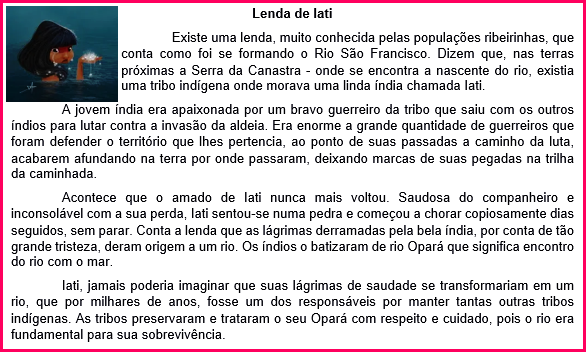 Lenda de Iati
Existe uma lenda, muito conhecida pelas populações ribeirinhas, que
conta como foi se formando o Rio São Francisco. Dizem que, nas terras
próximas a Serra da Canastra - onde se encontra a nascente do rio, existia
uma tribo indígena onde morava uma linda índia chamada Iati.
A jovem índia era apaixonada por um bravo guerreiro da tribo que saiu com os outros
índios para lutar contra a invasão da aldeia. Era enorme a grande quantidade de guerreiros que
foram defender o território que lhes pertencia, ao ponto de suas passadas a caminho da luta,
acabarem afundando na terra por onde passaram, deixando marcas de suas pegadas na trilha
da caminhada.
Acontece que o amado de Iati nunca mais voltou. Saudosa do companheiro e
inconsolável com a sua perda, Iati sentou-se numa pedra e começou a chorar copiosamente dias
seguidos, sem parar. Conta a lenda que as lágrimas derramadas pela bela índia, por conta de tão
grande tristeza, deram origem a um rio. Os índios o batizaram de rio Opará que significa encontro
do rio com o mar.
Iati, jamais poderia imaginar que suas lágrimas de saudade se transformariam em um
rio, que por milhares de anos, fosse um dos responsáveis por manter tantas outras tribos
indígenas. As tribos preservaram e trataram o seu Opará com respeito e cuidado, pois o rio era
fundamental para sua sobrevivência.